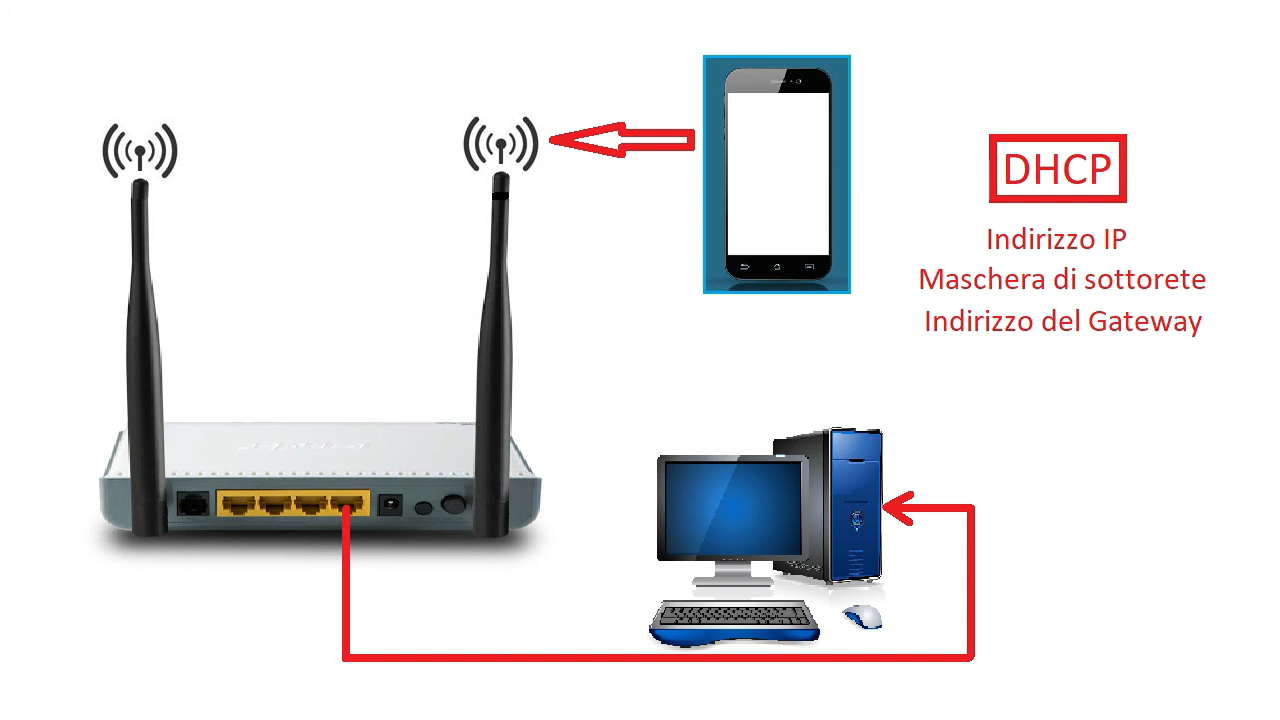 DHCP
Indirizzo IP
Maschera di sottorete
Indirizzo del Gateway